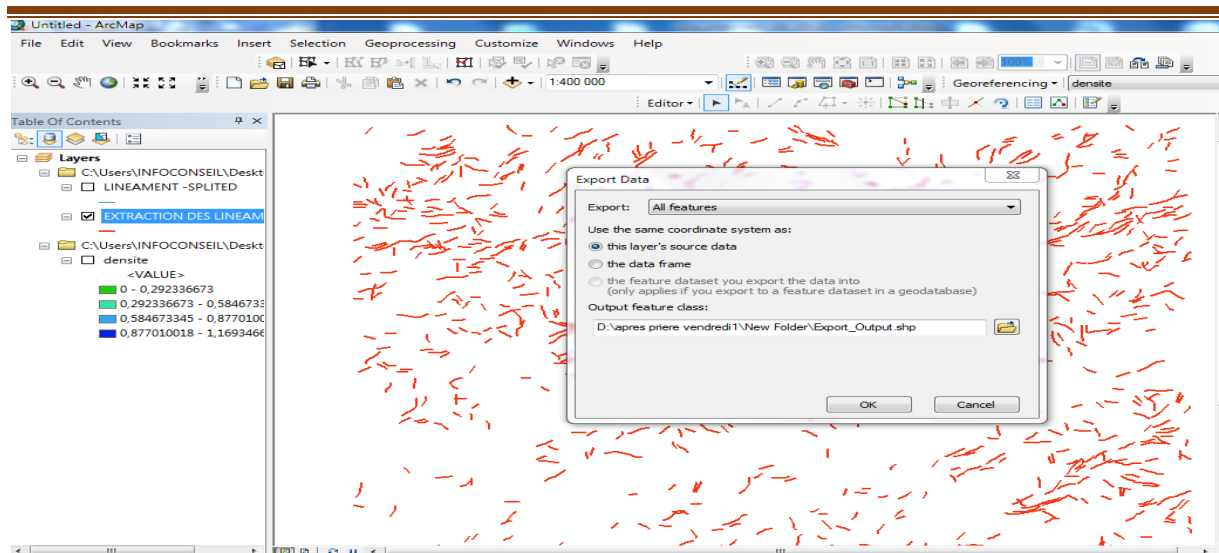 Untitled - ArcMap
File Edit View Bookmarks Insert Selection Geoprocessing Customize Windows Help
100%
1:400 000
Georeferencing
densite
Editor
Table Of Contents
Layers
C:\Users\INFOCONSEIL\Deskt
LINEAMENT -SPLITED
EXTRACTION DES LINEAM
C:\Users\INFOCONSEIL\Deskt
densite
<VALUE>
0 - 0,292336673
0,292336673 - 0,5846733
0,584673345 - 0,8770100
0,877010018 - 1,1693466
Export Data
Export: All features
Use the same coordinate system as:
this layer's source data
the data frame
the feature dataset you export the data into
(only applies if you export to a feature dataset in a geodatabase)
Output feature class:
D:\apres priere vendredi1\New Folder\Export_Output.shp
OK Cancel